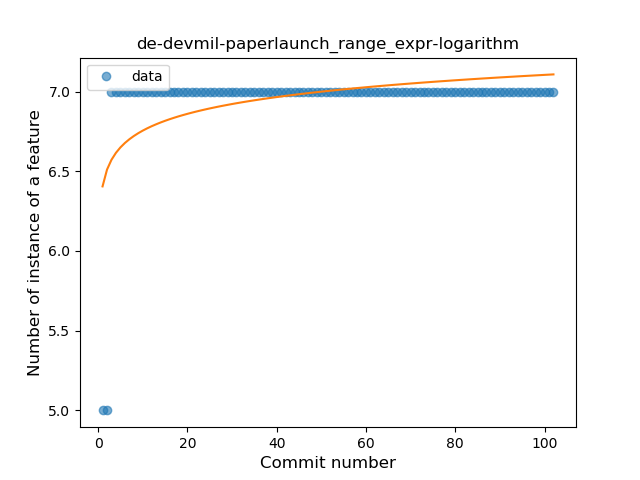 de-devmil-paperlaunch_range_expr-logarithm
data
Number of instance of a feature
7.0
6.5
6.0
5.5
5.0
0 20 40 60 80 100
Commit number